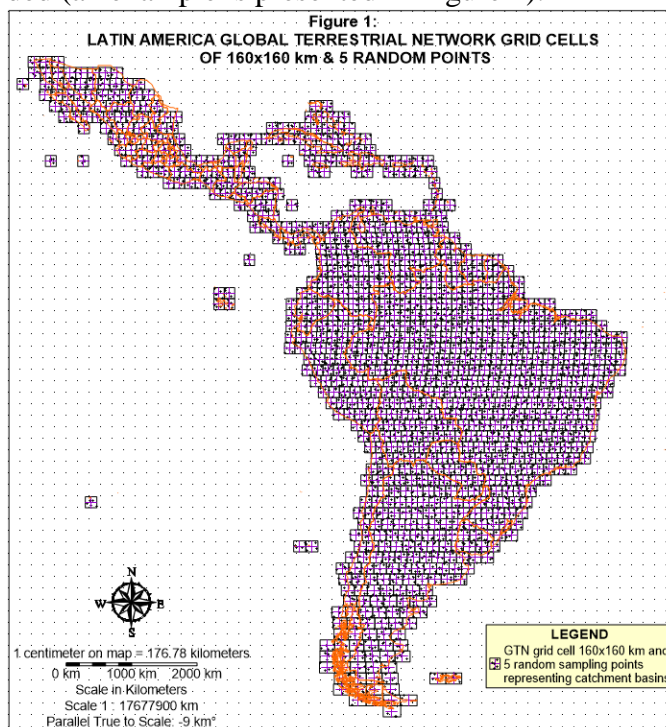 Figure 1:
LATIN AMERICA GLOBAL TERRESTRIAL NETWORK GRID CELLS
OF 160x160 km & 5 RANDOM POINTS
N
W E
S
1 centimeter on map = 176.78 kilometers
0 km 1000 km 2000 km
Scale in Kilometers
Scale 1 : 17677900 km
Parallel True to Scale: -9 km°
LEGEND
GTN grid cell 160x160 km and
5 random sampling points
representing catchment basins